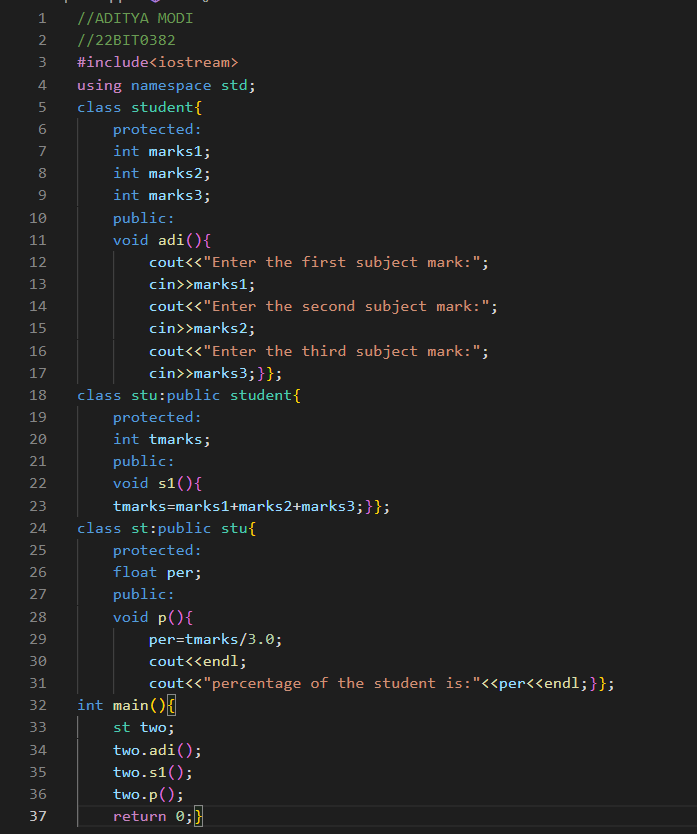 1 //ADITYA MODI
2 //22BIT0382
3 #include<iostream>
4 using namespace std;
5 class student{
6     protected:
7     int marks1;
8     int marks2;
9     int marks3;
10     public:
11     void adi(){
12         cout<<"Enter the first subject mark:";
13         cin>>marks1;
14         cout<<"Enter the second subject mark:";
15         cin>>marks2;
16         cout<<"Enter the third subject mark:";
17         cin>>marks3;}};
18 class stu:public student{
19     protected:
20     int tmarks;
21     public:
22     void s1(){
23     tmarks=marks1+marks2+marks3;}};
24 class st:public stu{
25     protected:
26     float per;
27     public:
28     void p(){
29         per=tmarks/3.0;
30         cout<<endl;
31         cout<<"percentage of the student is:"<<per<<endl;}};
32 int main(){
33     st two;
34     two.adi();
35     two.s1();
36     two.p();
37     return 0;}